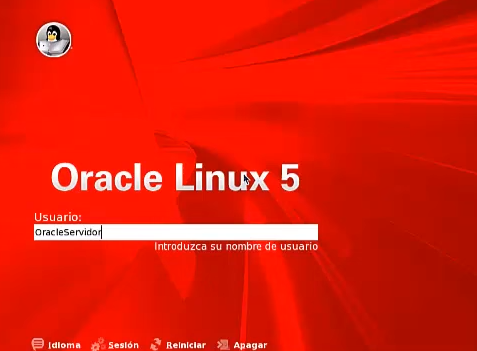 Oracle Linux 5
Usuario:
OracleServidor
Introduzca su nombre de usuario
Idioma Sesión Reiniciar Apagar